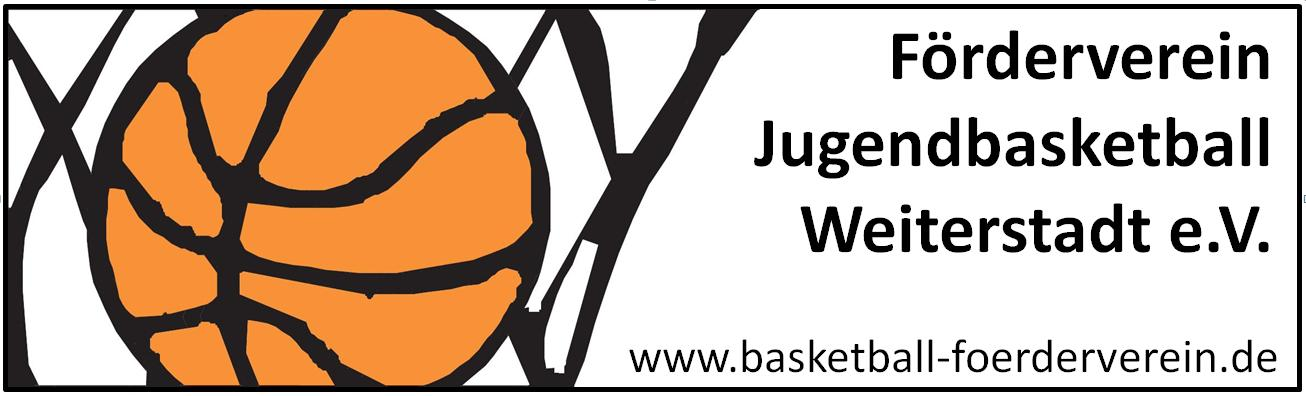 Förderverein
Jugendbasketball
Weiterstadt e.V.
www.basketball-foerderverein.de